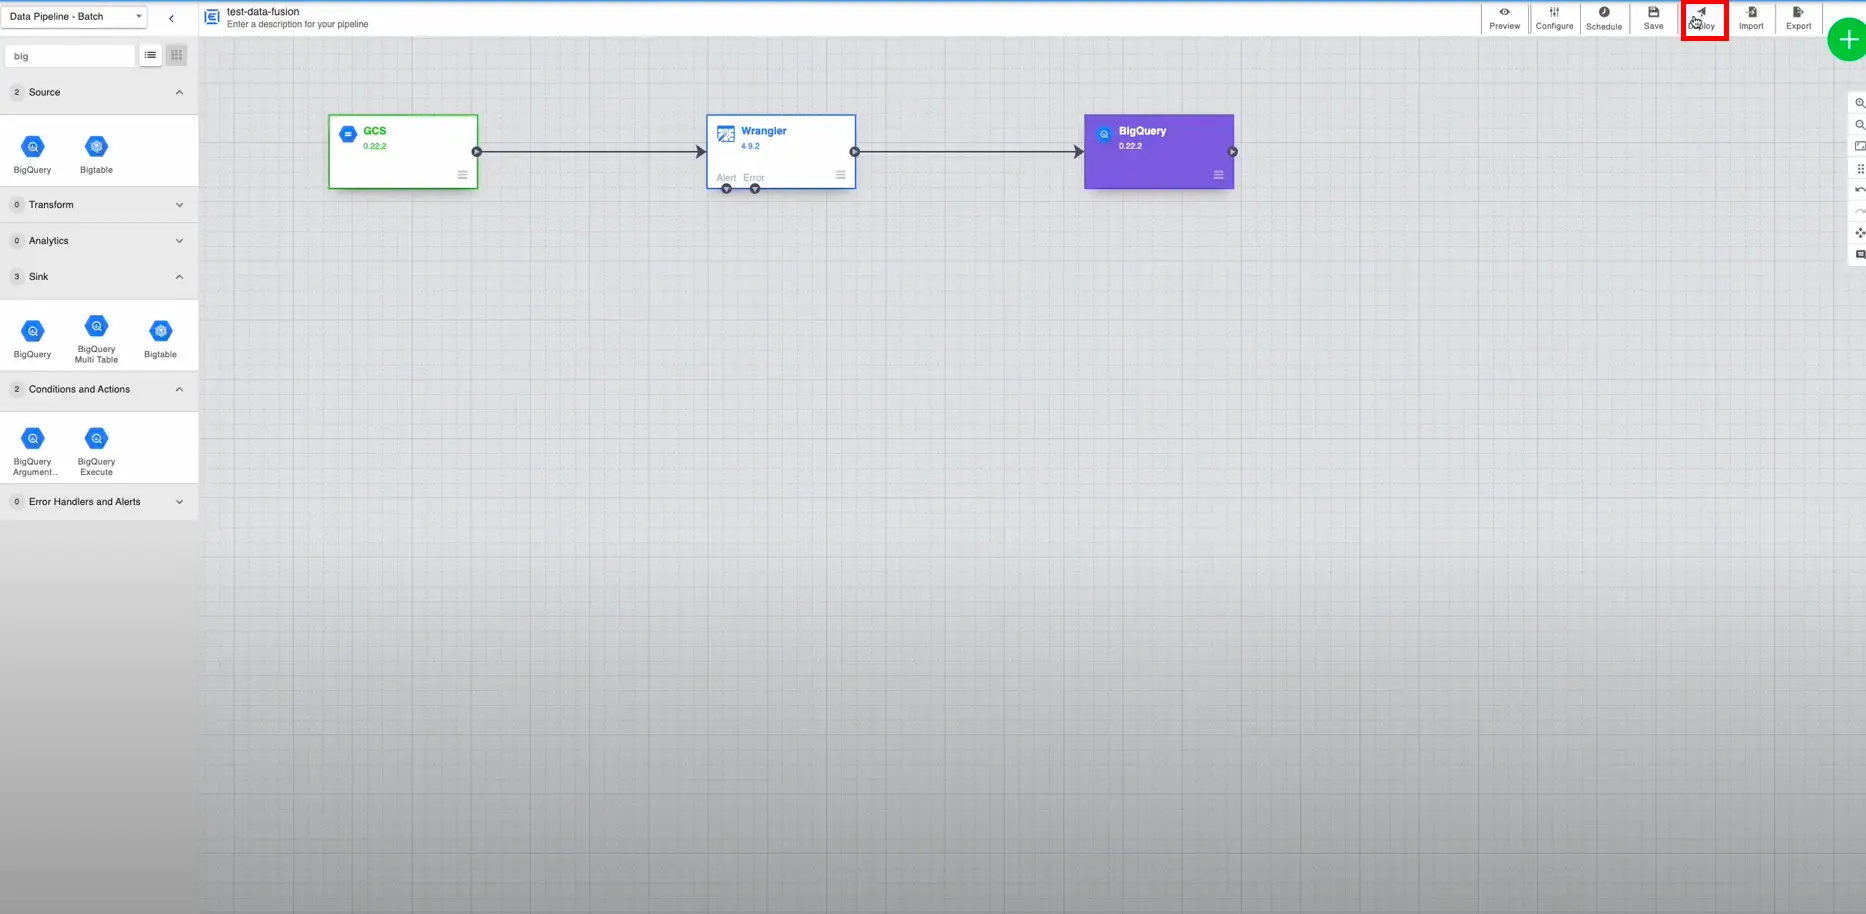 Data Pipeline - Batch
test-data-fusion
Enter a description for your pipeline
Preview
Configure
Schedule
Save
Import
Export
big
2 Source
BigQuery
Bigtable
0 Transform
0 Analytics
3 Sink
BigQuery
BigQuery
Multi Table
Bigtable
2 Conditions and Actions
BigQuery
Argument..
BigQuery
Execute
0 Error Handlers and Alerts
GCS
0.22.2
Wrangler
4.9.2
Alert Error
BigQuery
0.22.2